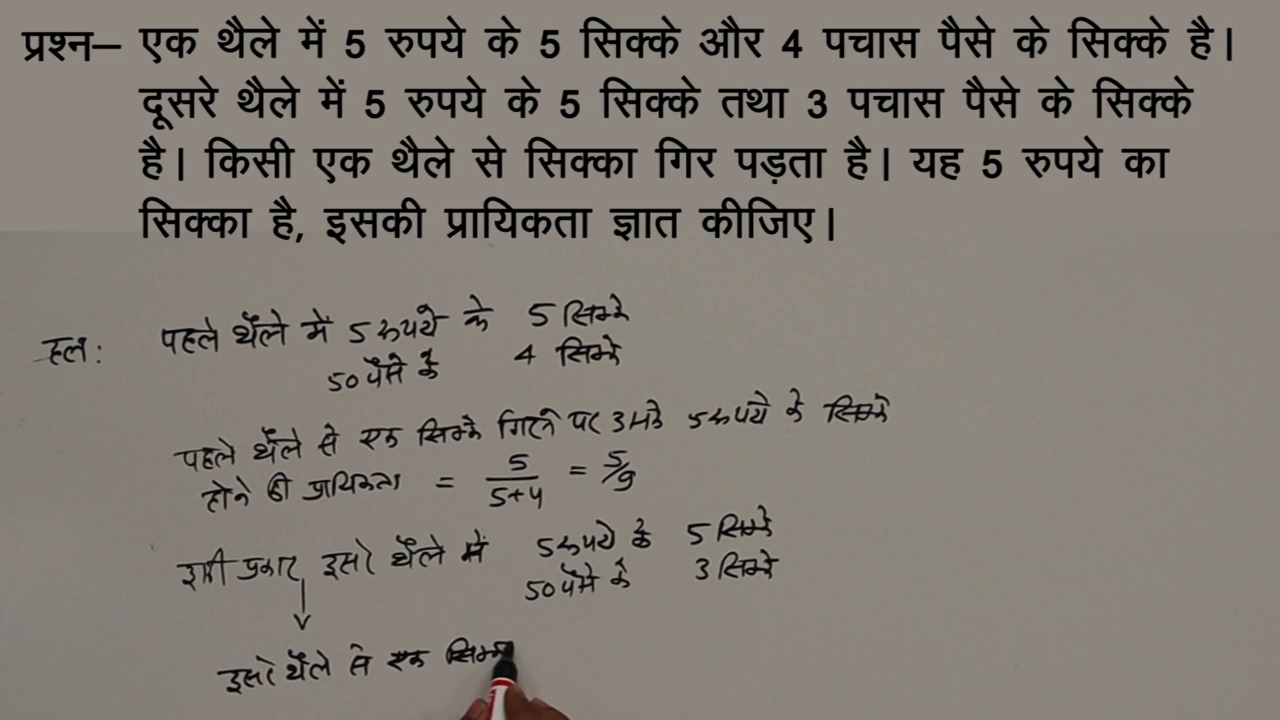 प्रश्न– एक थैले में 5 रुपये के 5 सिक्के और 4 पचास पैसे के सिक्के है।
दूसरे थैले में 5 रुपये के 5 सिक्के तथा 3 पचास पैसे के सिक्के
है। किसी एक थैले से सिक्का गिर पड़ता है। यह 5 रुपये का
सिक्का है, इसकी प्रायिकता ज्ञात कीजिए।
हल: पहले थैले में 5 रुपये के 5 सिक्के
50 पैसे के 4 सिक्के
पहले थैले से एक सिक्के गिरने पर उसके 5 रुपये के सिक्के
होने की प्रायिकता = 5/(5+4) = 5/9
इसी प्रकार, दूसरे थैले में 5 रुपये के 5 सिक्के
50 पैसे के 3 सिक्के
↓
दूसरे थैले से एक